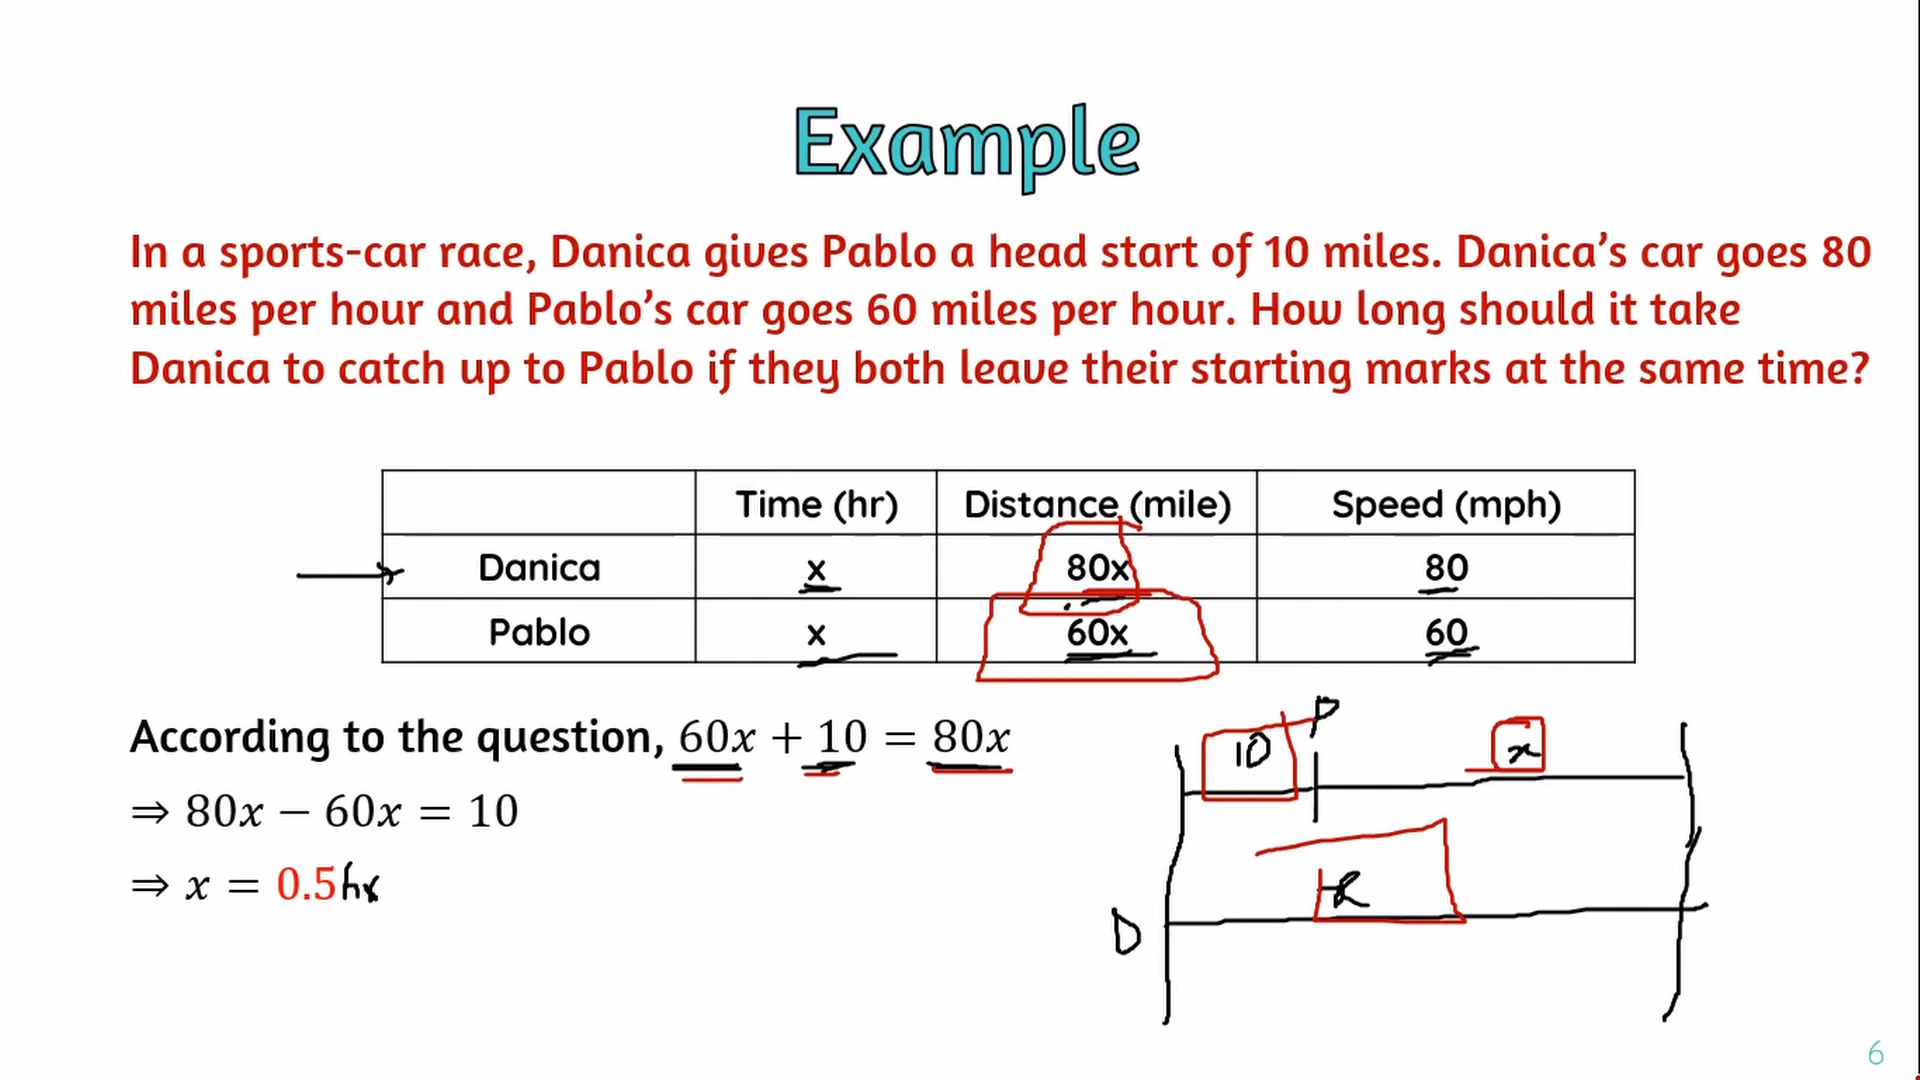 Example
In a sports-car race, Danica gives Pablo a head start of 10 miles. Danica’s car goes 80
miles per hour and Pablo’s car goes 60 miles per hour. How long should it take
Danica to catch up to Pablo if they both leave their starting marks at the same time?
Time (hr) Distance (mile) Speed (mph)
Danica x 80x 80
Pablo x 60x 60
According to the question, 60x + 10 = 80x
⇒ 80x − 60x = 10
⇒ x = 0.5 hr
P
10 x
D
6